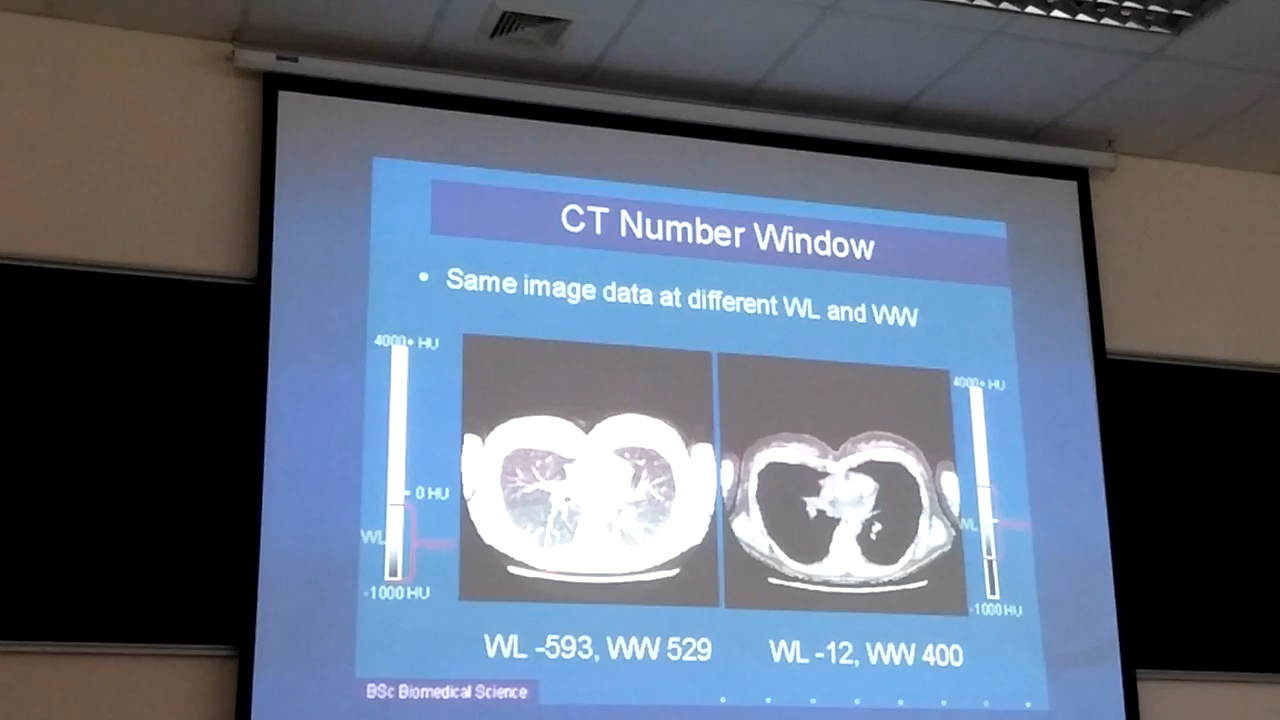 CT Number Window
• Same image data at different WL and WW
4000+ HU
0 HU
WL
-1000 HU
4000+ HU
WL
-1000 HU
WL -593, WW 529
WL -12, WW 400
BSc Biomedical Science